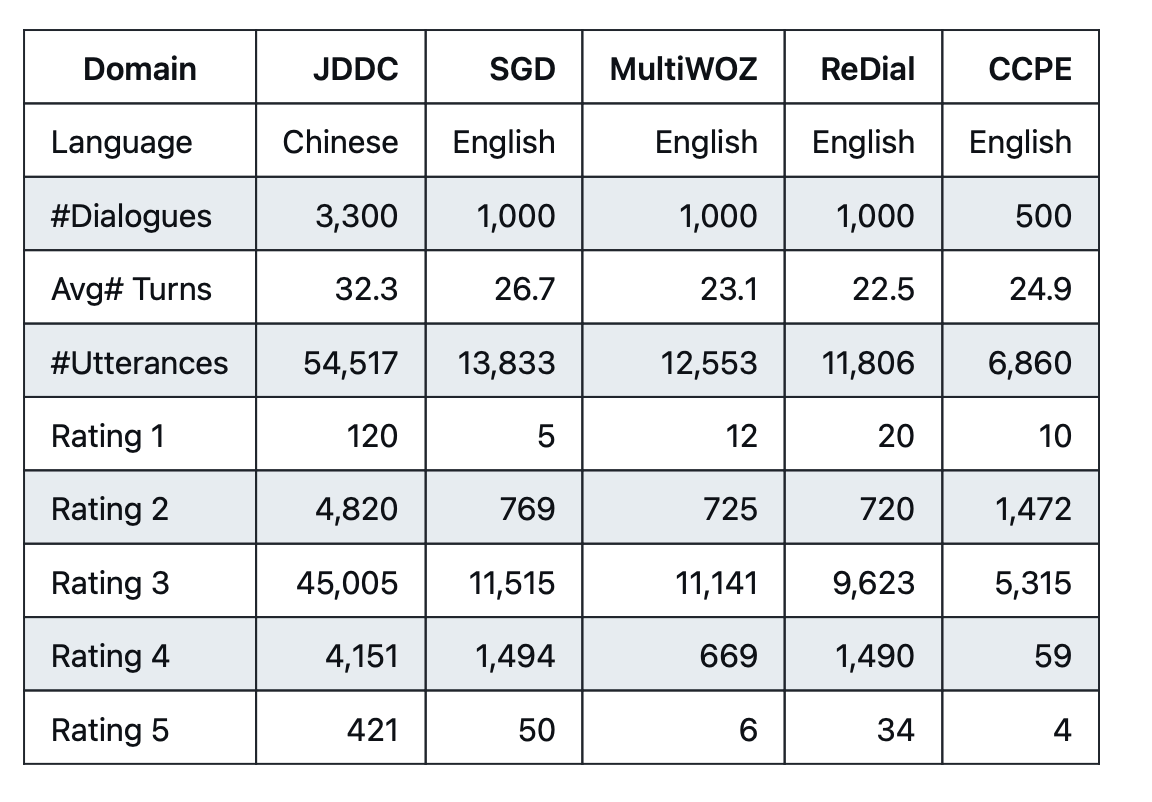 Domain JDDC SGD MultiWOZ ReDial CCPE
Language Chinese English English English English
#Dialogues 3,300 1,000 1,000 1,000 500
Avg# Turns 32.3 26.7 23.1 22.5 24.9
#Utterances 54,517 13,833 12,553 11,806 6,860
Rating 1 120 5 12 20 10
Rating 2 4,820 769 725 720 1,472
Rating 3 45,005 11,515 11,141 9,623 5,315
Rating 4 4,151 1,494 669 1,490 59
Rating 5 421 50 6 34 4